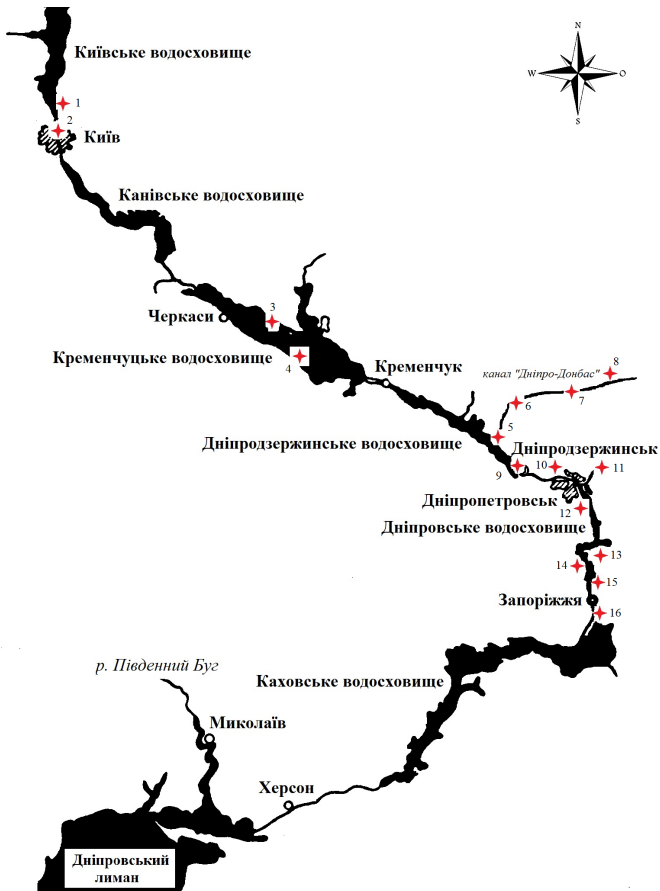 N
Київське водосховище
W
O
1
S
2
Київ
Канівське водосховище
3
Черкаси
Кременчуцьке водосховище
4
Кременчук
8
канал "Дніпро-Донбас"
7
6
5
Дніпродзержинське водосховище
Дніпродзержинськ
9
10
11
Дніпропетровськ
12
Дніпровське водосховище
13
14
15
Запоріжжя
16
р. Південний Буг
Каховське водосховище
Миколаїв
Херсон
Дніпровський
лиман